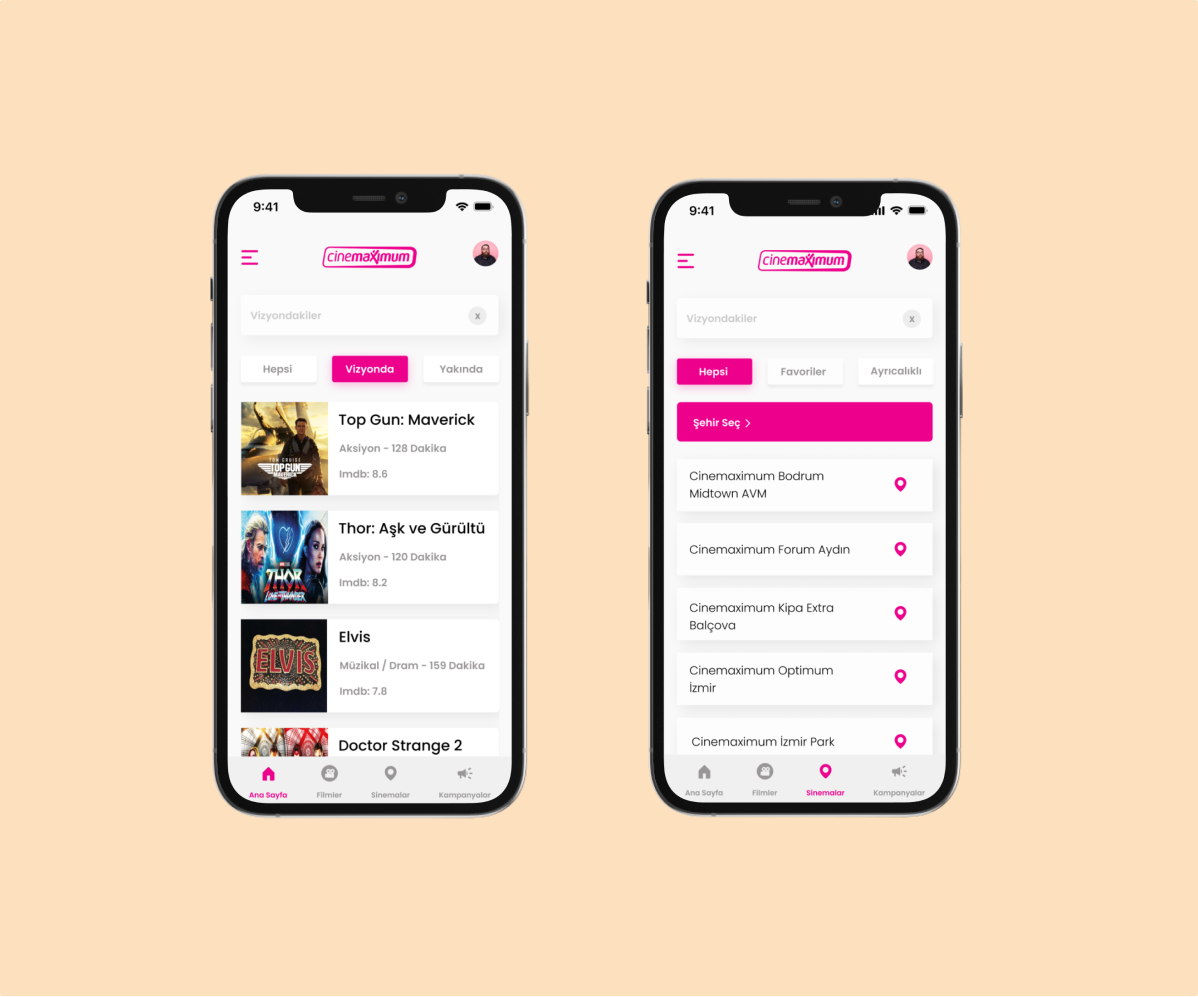 9:41
cinemaximum
Vizyondakiler
x
Hepsi
Vizyonda
Yakında
TOM CRUISE
TOP GUN
MAVERICK
Top Gun: Maverick
Aksiyon - 128 Dakika
Imdb: 8.6
THOR
LOVE AND THUNDER
Thor: Aşk ve Gürültü
Aksiyon - 120 Dakika
Imdb: 8.2
ELVIS
Elvis
Müzikal / Dram - 159 Dakika
Imdb: 7.8
Doctor Strange 2
Ana Sayfa
Filmler
Sinemalar
Kampanyalar
9:41
cinemaximum
Vizyondakiler
x
Hepsi
Favoriler
Ayrıcalıklı
Şehir Seç >
Cinemaximum Bodrum
Midtown AVM
Cinemaximum Forum Aydın
Cinemaximum Kipa Extra
Balçova
Cinemaximum Optimum
İzmir
Cinemaximum İzmir Park
Ana Sayfa
Filmler
Sinemalar
Kampanyalar